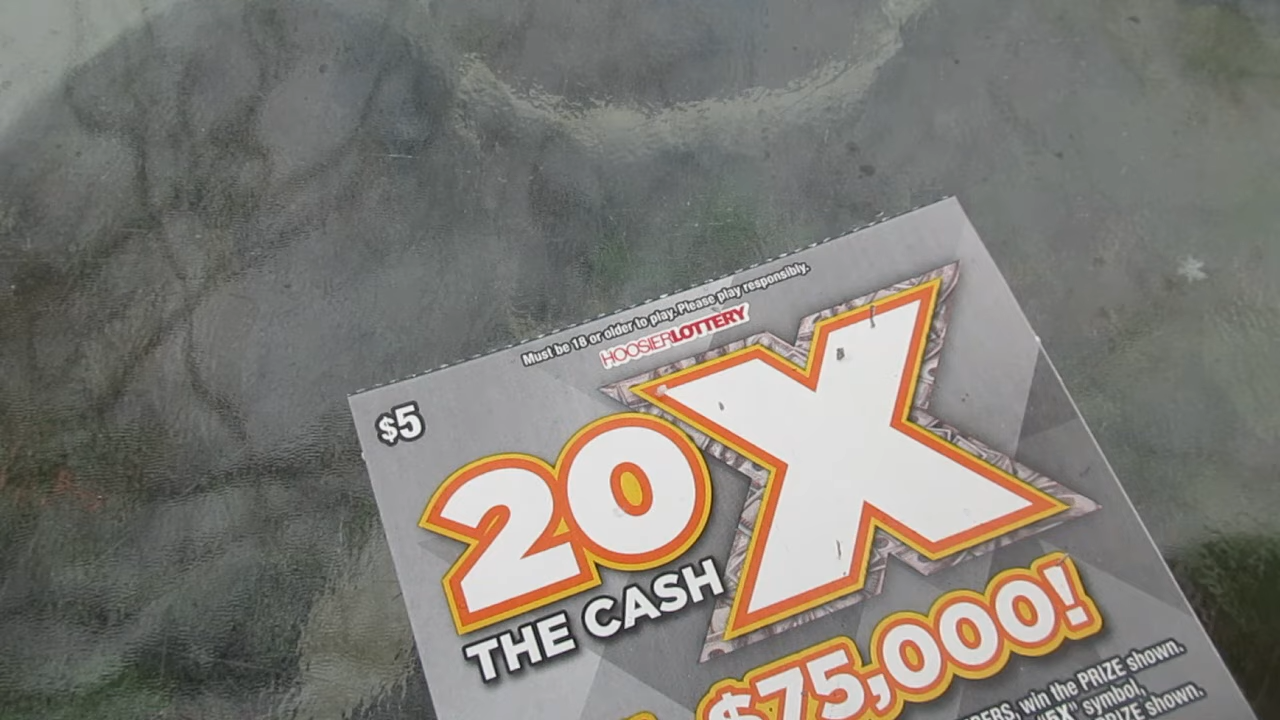 Must be 18 or older to play. Please play responsibly.
HOOSIERLOTTERY
$5
20X
THE CASH
$75,000!
win the PRIZE shown.
symbol,
shown.